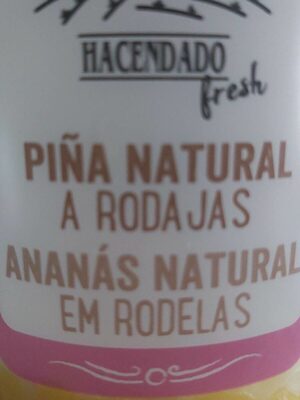 HACENDADO
fresh
PIÑA NATURAL
A RODAJAS
ANANÁS NATURAL
EM RODELAS